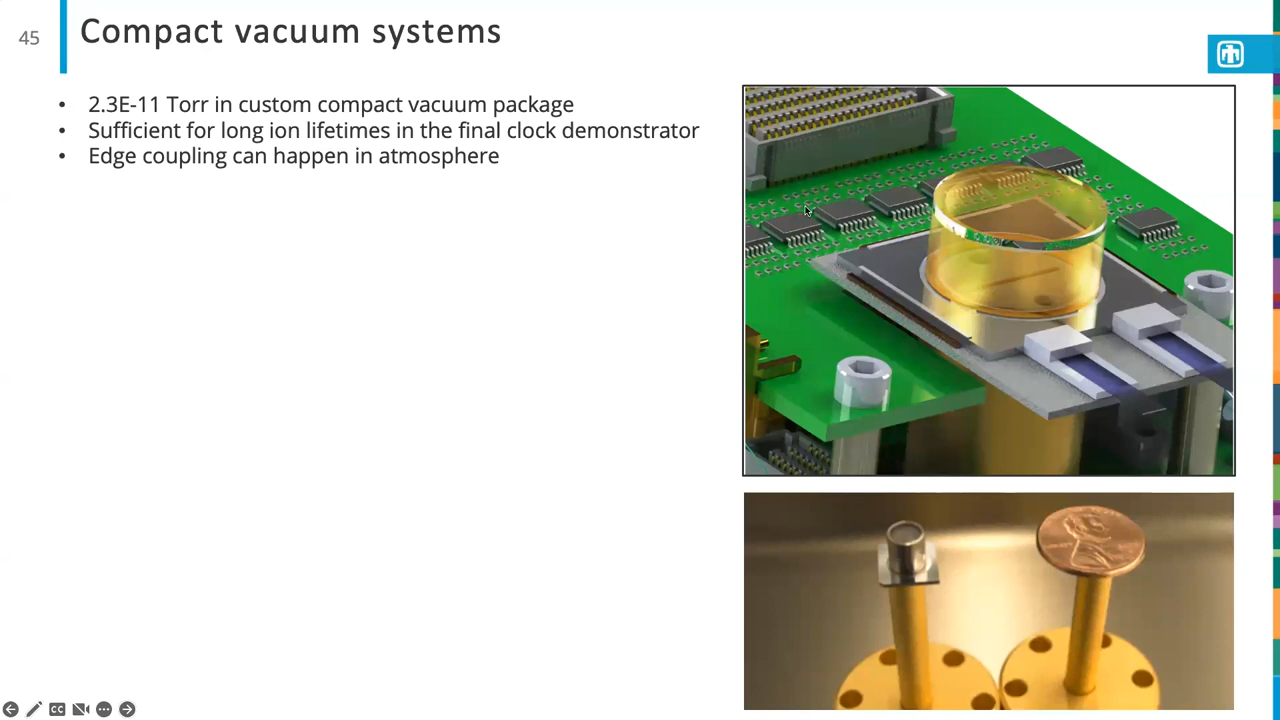 45
Compact vacuum systems
• 2.3E-11 Torr in custom compact vacuum package
• Sufficient for long ion lifetimes in the final clock demonstrator
• Edge coupling can happen in atmosphere
CC